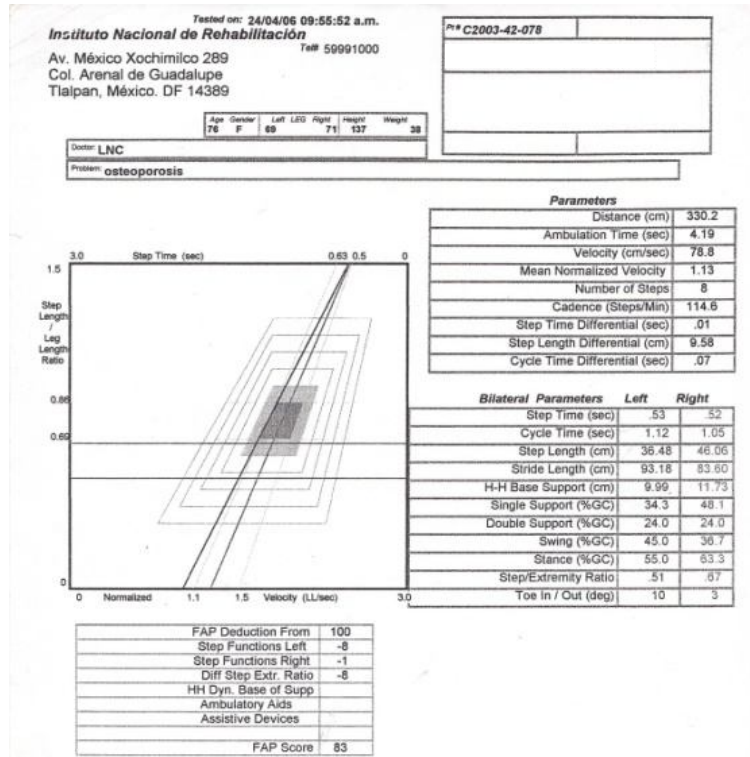 Tested on: 24/04/06 09:55:52 a.m.
Instituto Nacional de Rehabilitación
Tel# 59991000
Av. México Xochimilco 289
Col. Arenal de Guadalupe
Tlalpan, México. DF 14389
Pt# C2003-42-078
Age Gender Left LEG Right Height Weight
76 F 69 71 137 38
Doctor: LNC
Problem: osteoporosis
Parameters
Distance (cm) 330.2
Ambulation Time (sec) 4.19
Velocity (cm/sec) 78.8
Mean Normalized Velocity 1.13
Number of Steps 8
Cadence (Steps/Min) 114.6
Step Time Differential (sec) .01
Step Length Differential (cm) 9.58
Cycle Time Differential (sec) .07
3.0 Step Time (sec) 0.63 0.5 0
1.5
Step
Length
/
Leg
Length
Ratio
0.86
0.69
0
0 Normalized 1.1 1.5 Velocity (LL/sec) 3.0
Bilateral Parameters Left Right
Step Time (sec) .53 .52
Cycle Time (sec) 1.12 1.05
Step Length (cm) 36.48 46.06
Stride Length (cm) 93.18 83.60
H-H Base Support (cm) 9.99 11.73
Single Support (%GC) 34.3 48.1
Double Support (%GC) 24.0 24.0
Swing (%GC) 45.0 36.7
Stance (%GC) 55.0 63.3
Step/Extremity Ratio .51 .67
Toe In / Out (deg) 10 3
FAP Deduction From 100
Step Functions Left -8
Step Functions Right -1
Diff Step Extr. Ratio -8
HH Dyn. Base of Supp
Ambulatory Aids
Assistive Devices
FAP Score 83